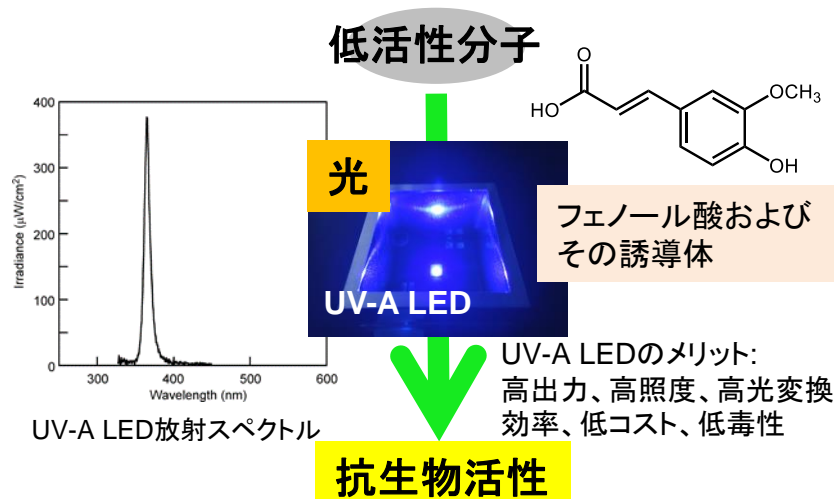 低活性分子
O
HO
OCH3
OH
400
300
200
100
0
Irradiance (μW/cm²)
300
400
500
600
Wavelength (nm)
UV-A LED放射スペクトル
光
UV-A LED
フェノール酸および
その誘導体
UV-A LEDのメリット:
高出力、高照度、高光変換
効率、低コスト、低毒性
抗生物活性